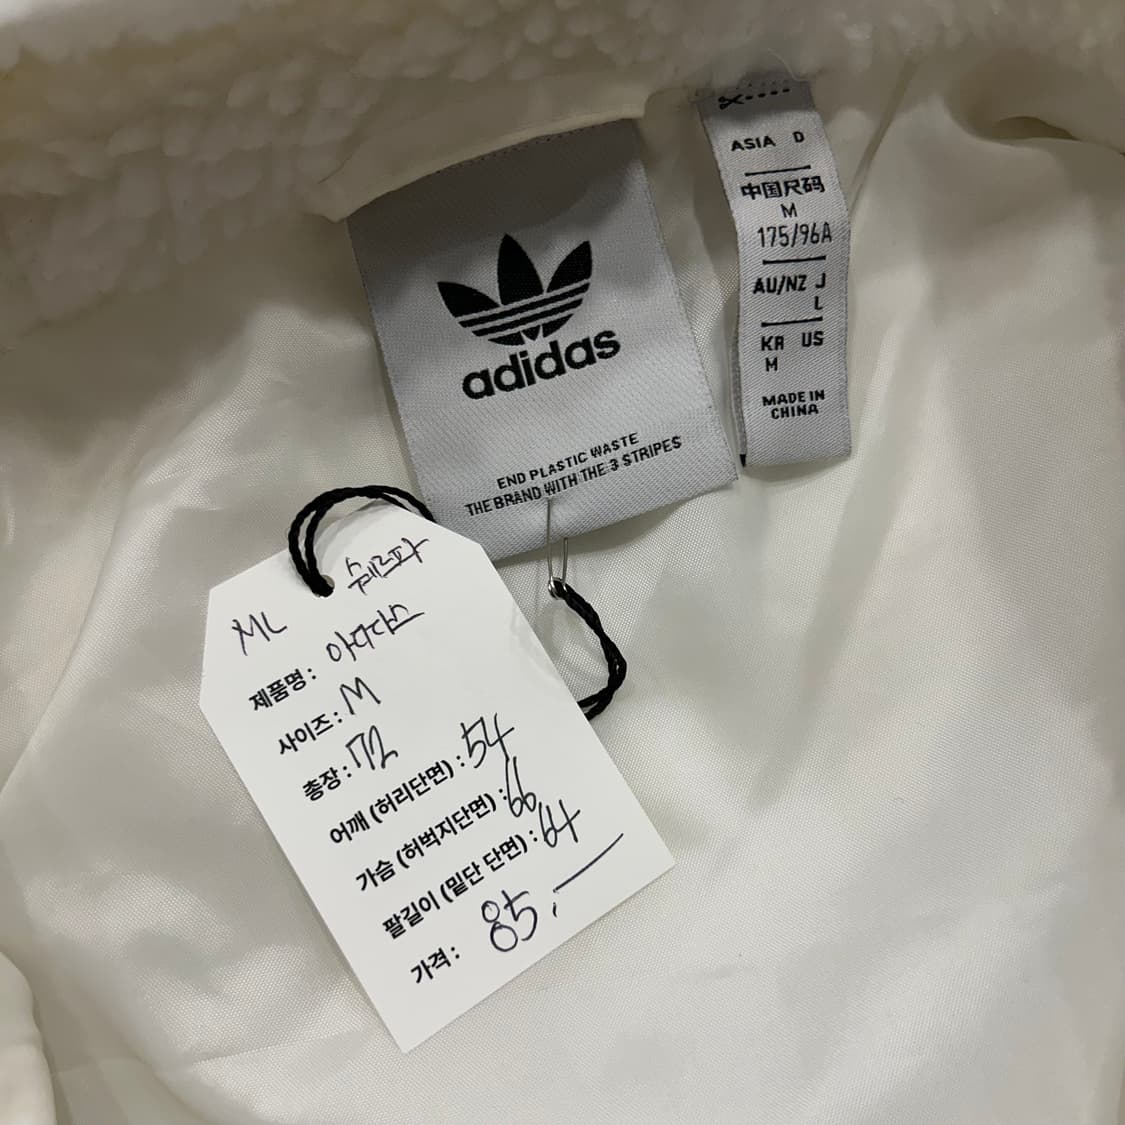 adidas
END PLASTIC WASTE
THE BRAND WITH THE 3 STRIPES
ASIA D
中国尺码
M
175/96A
AU/NZ J
L
KR US
M
MADE IN
CHINA
ML 쉐르파
제품명: 아디다스
사이즈: M
총장: 72
어깨 (허리단면) : 54
가슴 (허벅지단면) : 66
팔길이 (밑단 단면) : 64
가격: 85.-